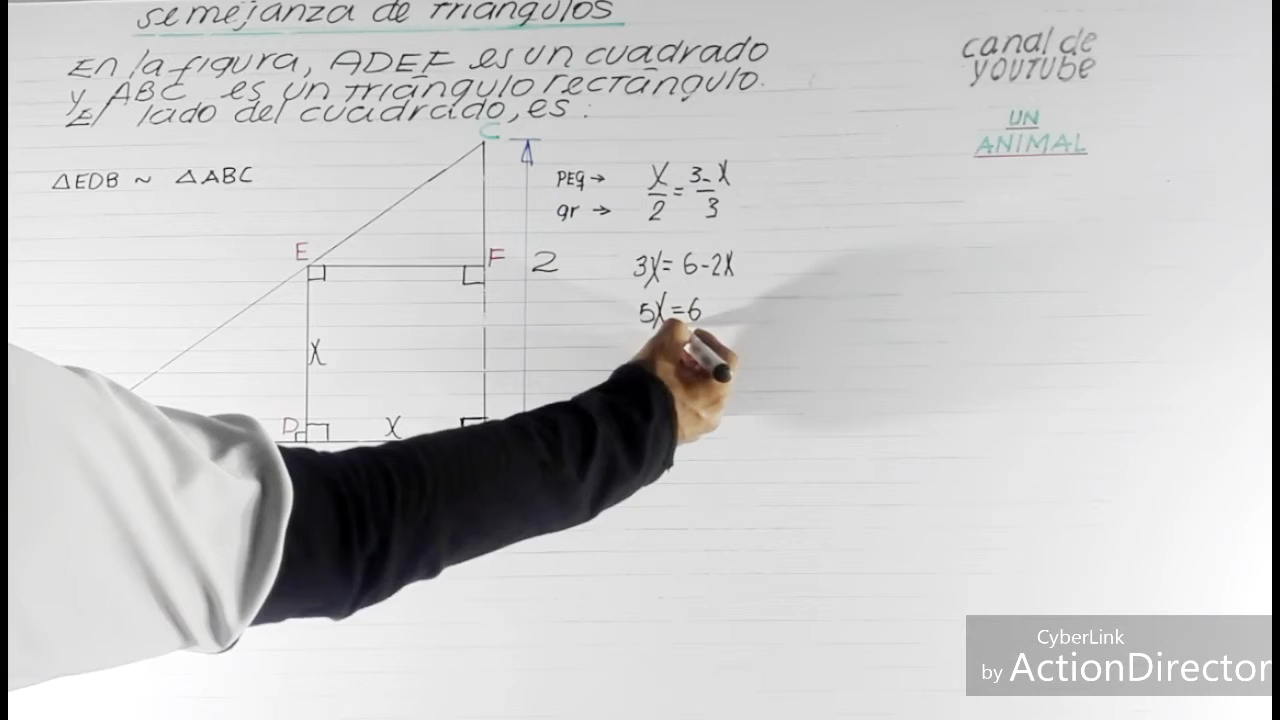 semejanza de Triángulos
En la figura, ADEF es un cuadrado
y ABC es un Triángulo rectángulo.
El lado del cuadrado, es:
canal de
YOUTUBE
UN
ANIMAL
C
ΔEDB ~ ΔABC
PEq→ X/2 = 3-X/3
gr →
E
F
2
3X = 6-2X
5X = 6
X
D
X
CyberLink
by ActionDirector